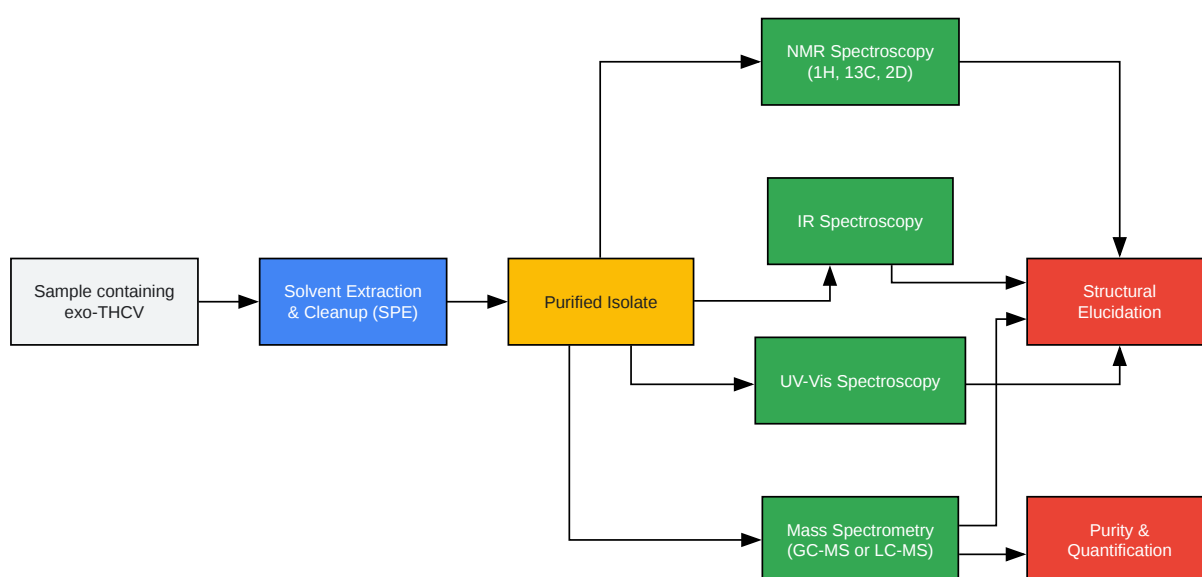 NMR Spectroscopy
(1H, 13C, 2D)
IR Spectroscopy
Sample containing
exo-THCV
Solvent Extraction
& Cleanup (SPE)
Purified Isolate
Structural
Elucidation
UV-Vis Spectroscopy
Mass Spectrometry
(GC-MS or LC-MS)
Purity &
Quantification